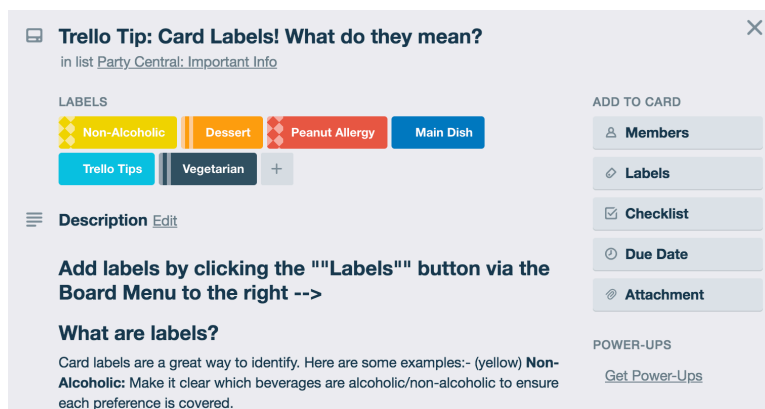 Trello Tip: Card Labels! What do they mean?
in list Party Central: Important Info
LABELS
Non-Alcoholic Dessert Peanut Allergy Main Dish
Trello Tips Vegetarian +
Description Edit
Add labels by clicking the ""Labels"" button via the
Board Menu to the right -->
What are labels?
Card labels are a great way to identify. Here are some examples:- (yellow) Non-
Alcoholic: Make it clear which beverages are alcoholic/non-alcoholic to ensure
each preference is covered.
ADD TO CARD
Members
Labels
Checklist
Due Date
Attachment
POWER-UPS
Get Power-Ups